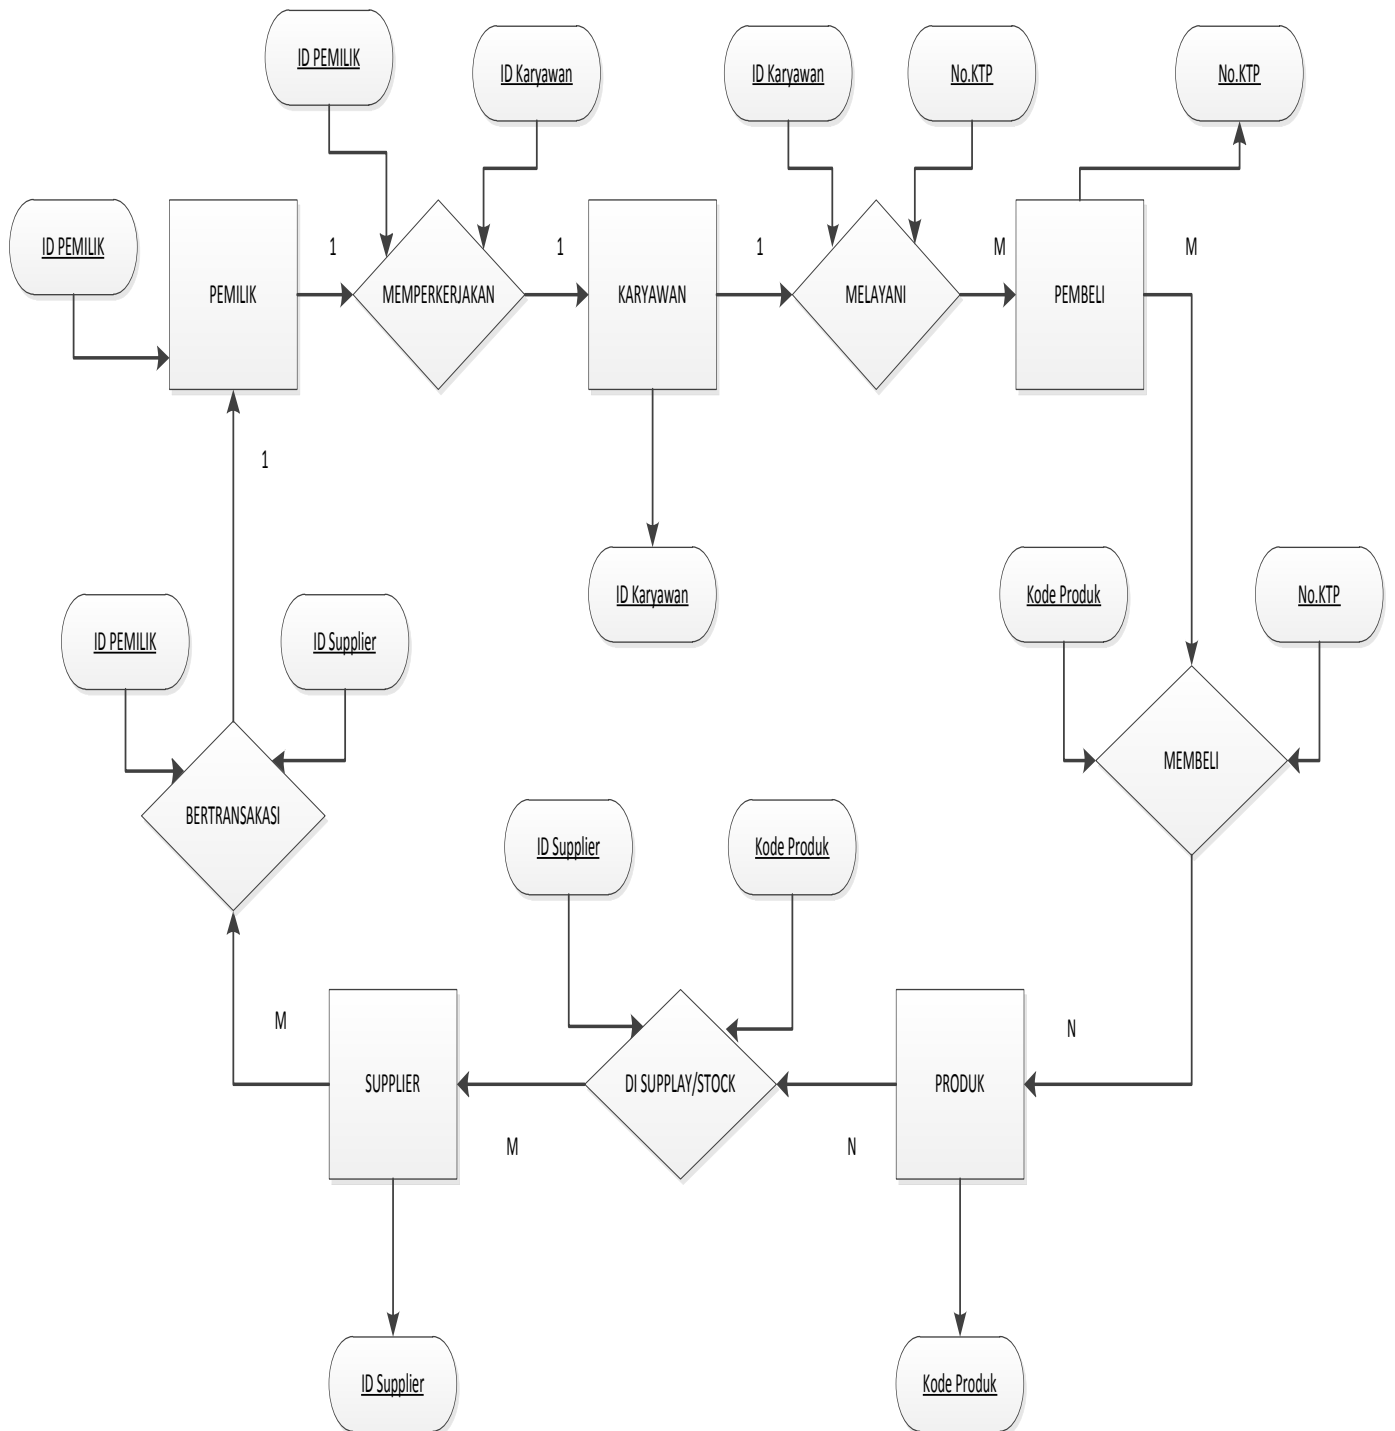 ID PEMILIK
ID Karyawan
ID Karyawan
No.KTP
No.KTP
ID PEMILIK
1
1
1
M
M
PEMILIK
MEMPERKERJAKAN
KARYAWAN
MELAYANI
PEMBELI
1
ID Karyawan
Kode Produk
No.KTP
ID PEMILIK
ID Supplier
MEMBELI
BERTRANSAKASI
ID Supplier
Kode Produk
M
N
SUPPLIER
DI SUPPLAY/STOCK
PRODUK
M
N
ID Supplier
Kode Produk